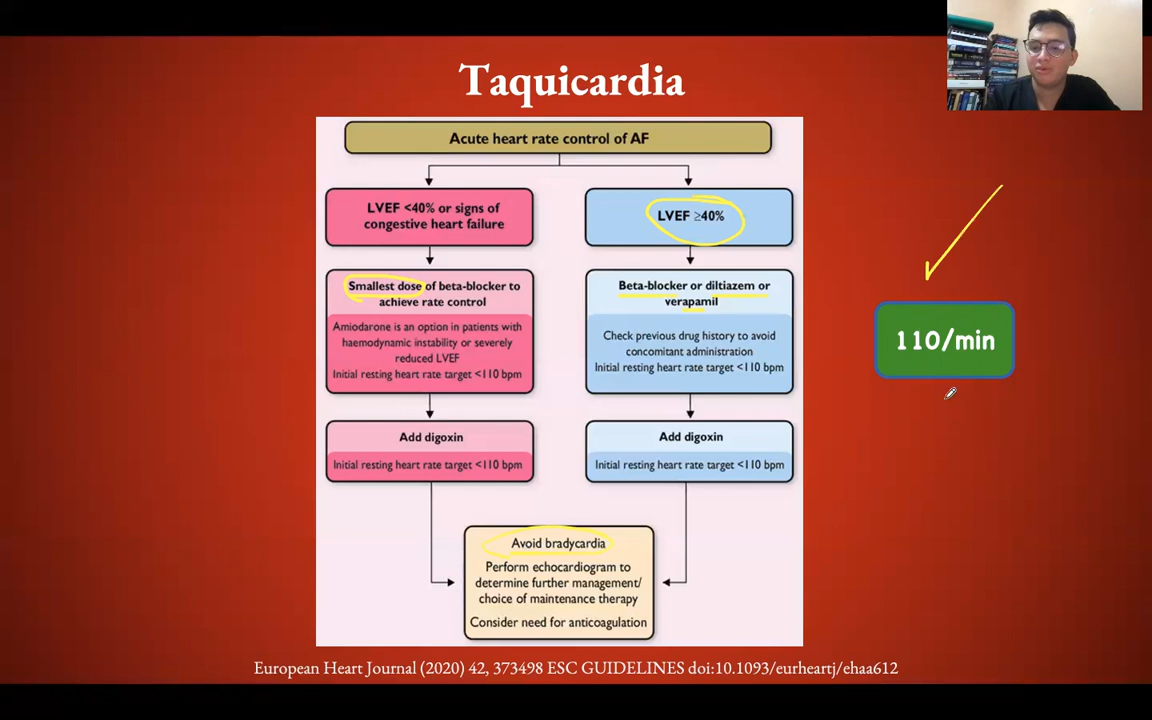 Taquicardia
Acute heart rate control of AF
LVEF <40% or signs of
congestive heart failure
LVEF ≥40%
Smallest dose of beta-blocker to
achieve rate control
Amiodarone is an option in patients with
haemodynamic instability or severely
reduced LVEF
Initial resting heart rate target <110 bpm
Beta-blocker or diltiazem or
verapamil
Check previous drug history to avoid
concomitant administration
Initial resting heart rate target <110 bpm
110/min
Add digoxin
Initial resting heart rate target <110 bpm
Add digoxin
Initial resting heart rate target <110 bpm
Avoid bradycardia
Perform echocardiogram to
determine further management/
choice of maintenance therapy
Consider need for anticoagulation
European Heart Journal (2020) 42, 373498 ESC GUIDELINES doi:10.1093/eurheartj/ehaa612